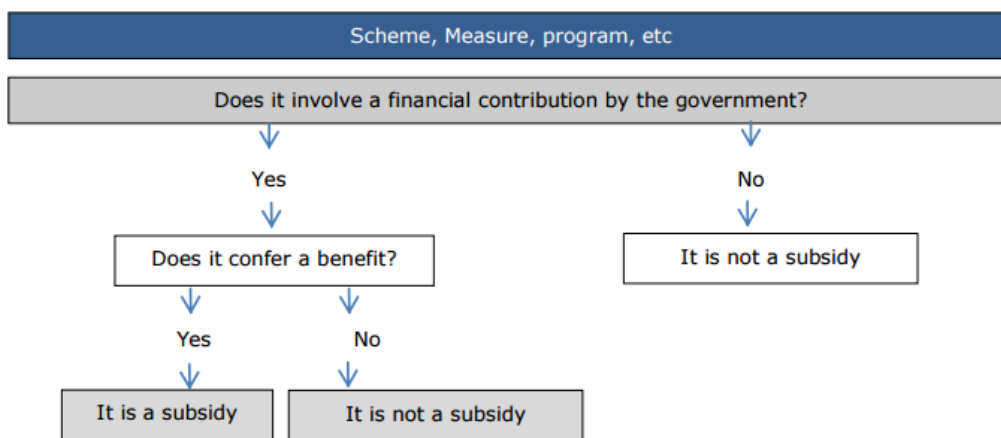 Scheme, Measure, program, etc
Does it involve a financial contribution by the government?
Yes
No
Does it confer a benefit?
It is not a subsidy
Yes
No
It is a subsidy
It is not a subsidy